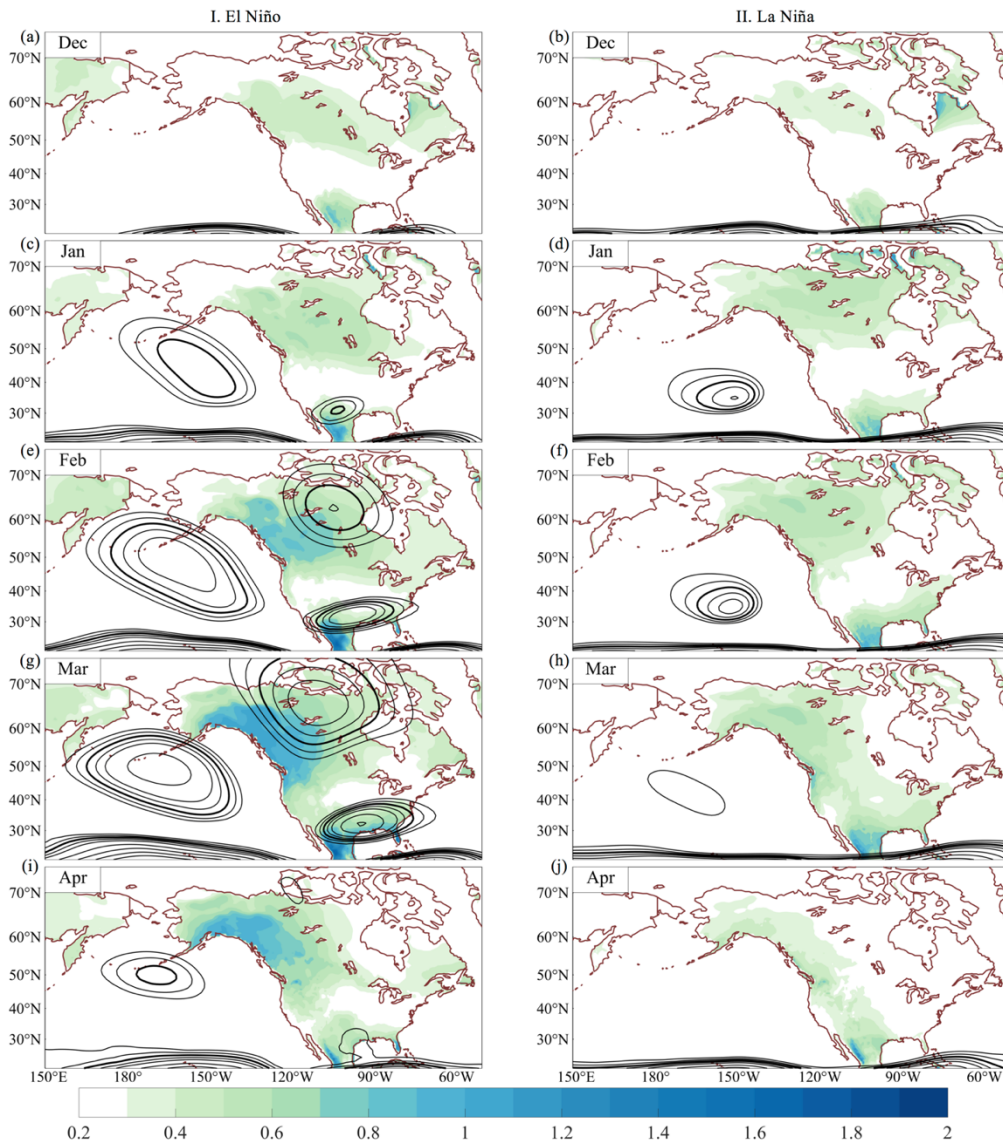 I. El Niño II. La Niña
(a) Dec (b) Dec
70°N 70°N
60°N 60°N
50°N 50°N
40°N 40°N
30°N 30°N
(c) Jan (d) Jan
70°N 70°N
60°N 60°N
50°N 50°N
40°N 40°N
30°N 30°N
(e) Feb (f) Feb
70°N 70°N
60°N 60°N
50°N 50°N
40°N 40°N
30°N 30°N
(g) Mar (h) Mar
70°N 70°N
60°N 60°N
50°N 50°N
40°N 40°N
30°N 30°N
(i) Apr (j) Apr
70°N 70°N
60°N 60°N
50°N 50°N
40°N 40°N
30°N 30°N
150°E 180° 150°W 120°W 90°W 60°W 150°E 180° 150°W 120°W 90°W 60°W
0.2 0.4 0.6 0.8 1 1.2 1.4 1.6 1.8 2